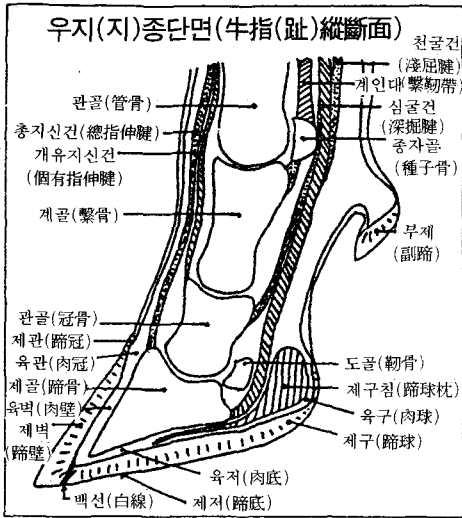 우지(지)종단면(牛指(趾)縱斷面)
천굴건
(淺屈腱)
계인대(繫靭帶)
심굴건
(深掘腱)
종자골
(種子骨)
부제
(副蹄)
관골(管骨)
총지신건(總指伸腱)
개유지신건
(個有指伸腱)
계골(繫骨)
관골(冠骨)
제관(蹄冠)
육관(肉冠)
제골(蹄骨)
육벽(肉壁)
제벽
(蹄壁)
도골(靭骨)
제구침(蹄球枕)
육구(肉球)
제구(蹄球)
육저(肉底)
백선(白線)
제저(蹄底)